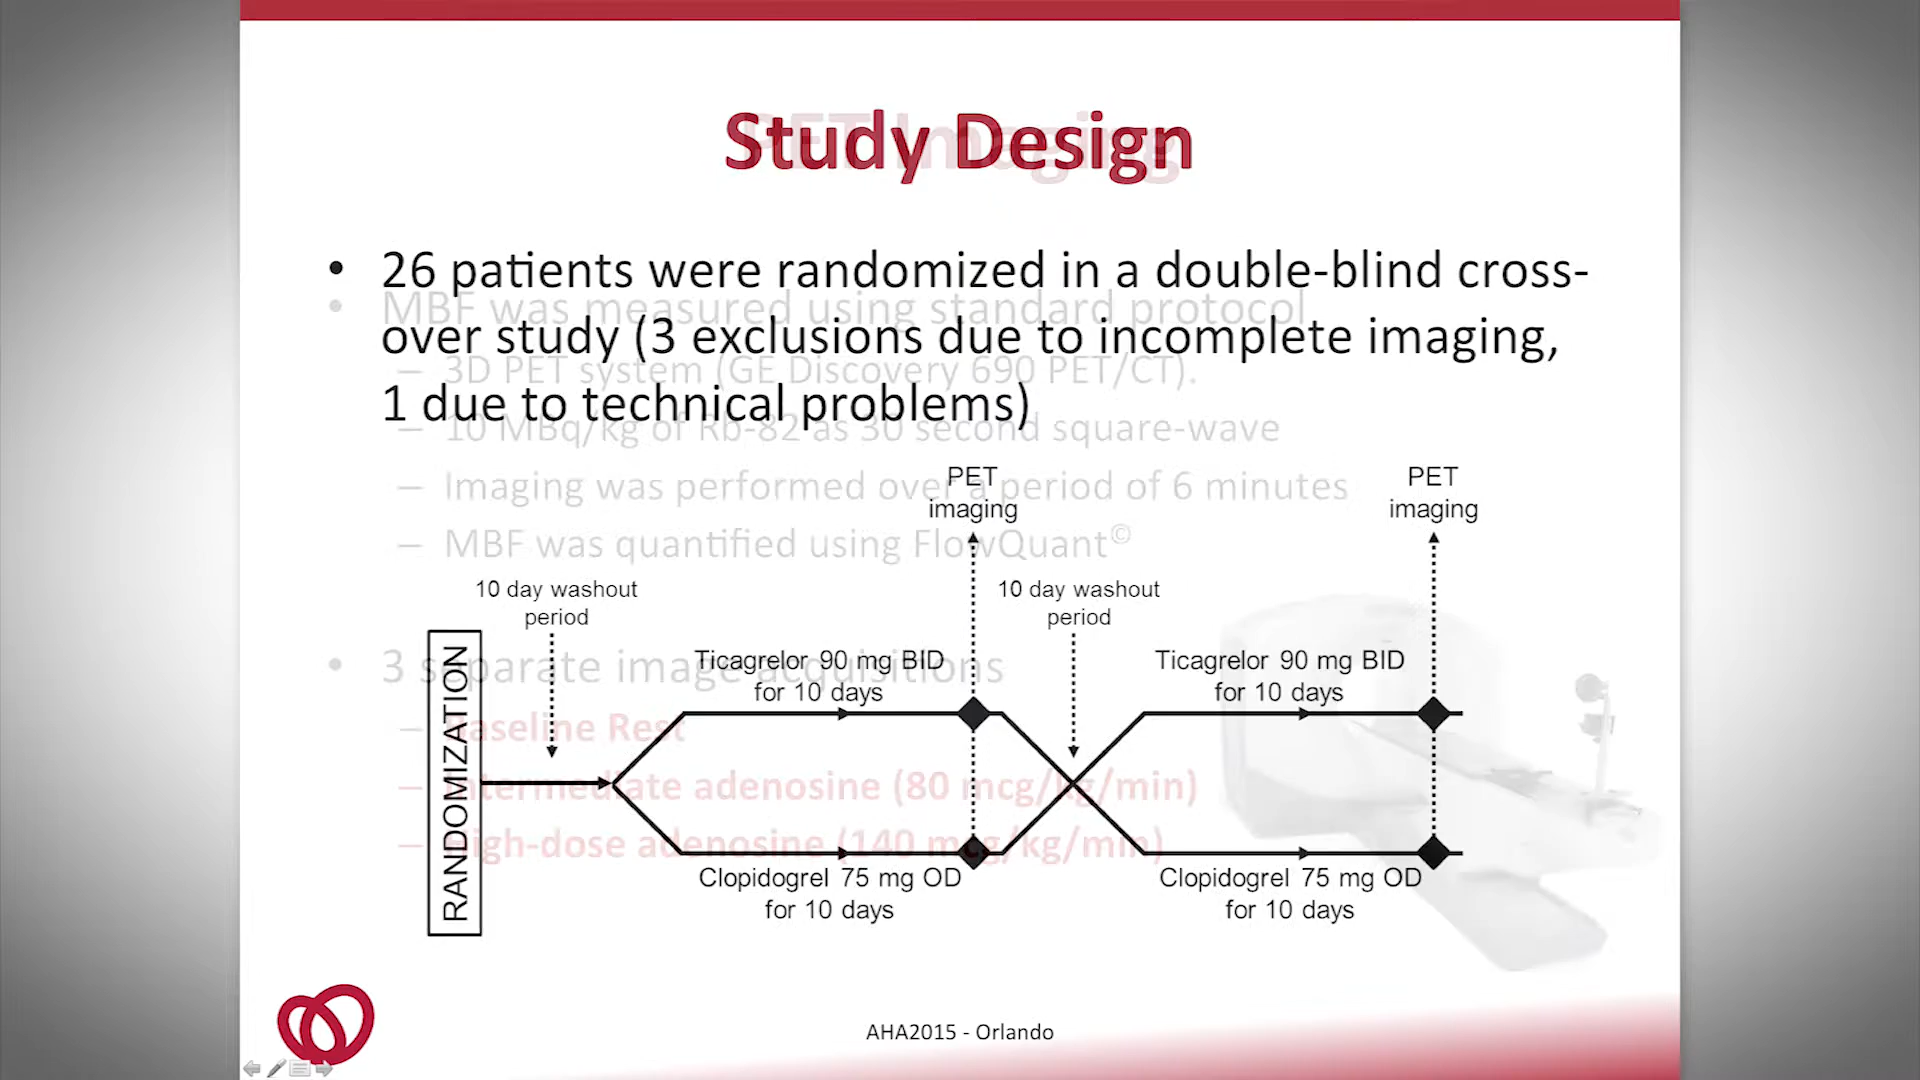 Study Design
PET Imaging
• 26 patients were randomized in a double-blind cross-
over study (3 exclusions due to incomplete imaging,
1 due to technical problems)
• MBF was measured using standard protocol
– 3D PET system (GE Discovery 690 PET/CT).
– 10 MBq/kg of Rb-82 as 30 second square-wave
– Imaging was performed over a period of 6 minutes
– MBF was quantified using FlowQuant©
• 3 separate image acquisitions
– Baseline Rest
– Intermediate adenosine (80 mcg/kg/min)
– High-dose adenosine (140 mcg/kg/min)
RANDOMIZATION
10 day washout
period
PET
imaging
10 day washout
period
PET
imaging
Ticagrelor 90 mg BID
for 10 days
Ticagrelor 90 mg BID
for 10 days
Clopidogrel 75 mg OD
for 10 days
Clopidogrel 75 mg OD
for 10 days
AHA2015 - Orlando